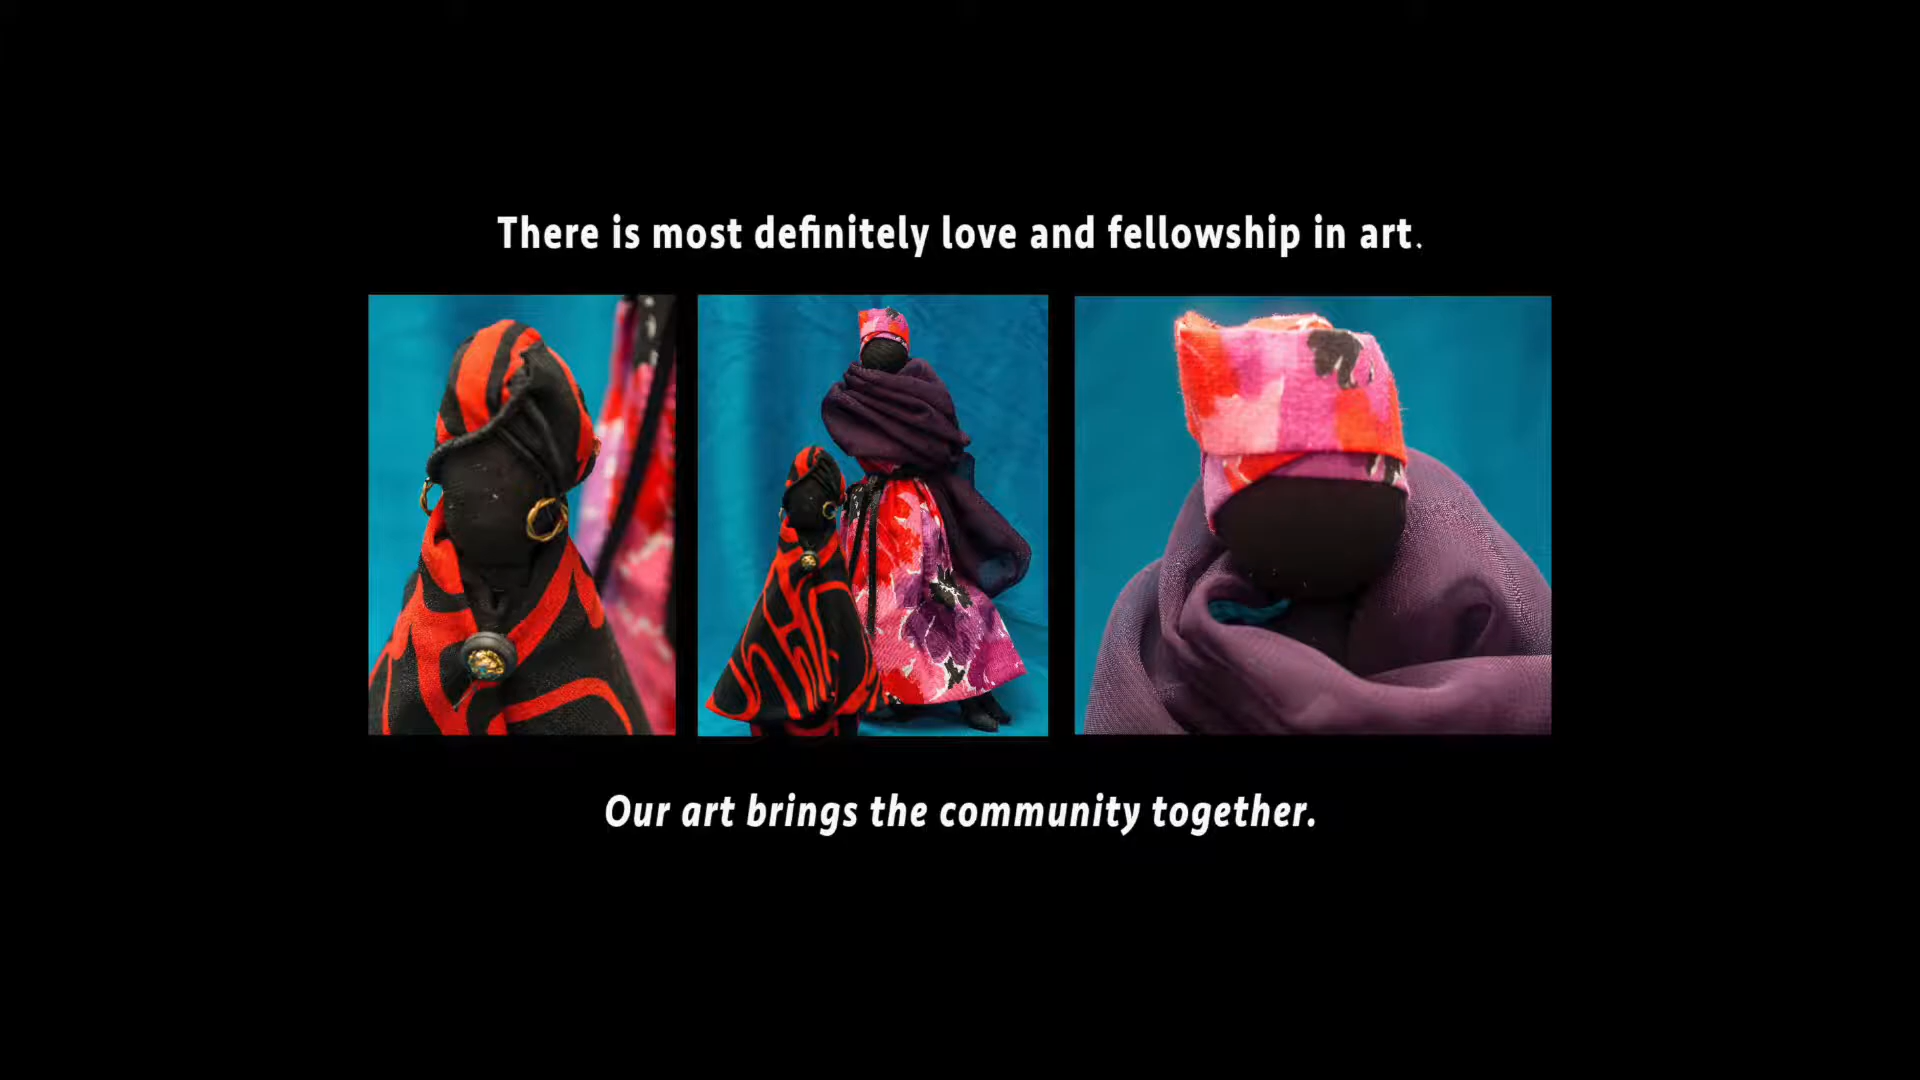 There is most definitely love and fellowship in art.
Our art brings the community together.